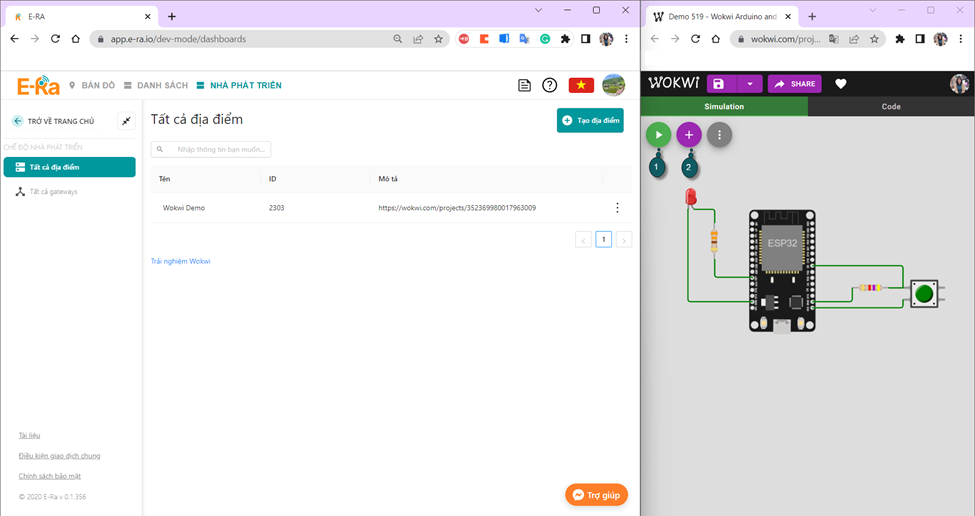 E-RA
app.e-ra.io/dev-mode/dashboards
E-Ra
BẢN ĐỒ
DANH SÁCH
NHÀ PHÁT TRIỂN
TRỞ VỀ TRANG CHỦ
CHẾ ĐỘ NHÀ PHÁT TRIỂN
Tất cả địa điểm
Tất cả gateways
Tất cả địa điểm
Tạo địa điểm
Nhập thông tin bạn muốn...
Tên ID Mô tả
Wokwi Demo 2303 https://wokwi.com/projects/352369980017963009
1
Trải nghiệm Wokwi
Tài liệu
Điều kiện giao dịch chung
Chính sách bảo mật
© 2020 E-Ra v 0.1.356
Trợ giúp
Demo 519 - Wokwi Arduino and
wokwi.com/proj...
WOKWI
SHARE
Simulation Code
1 2
ESP32